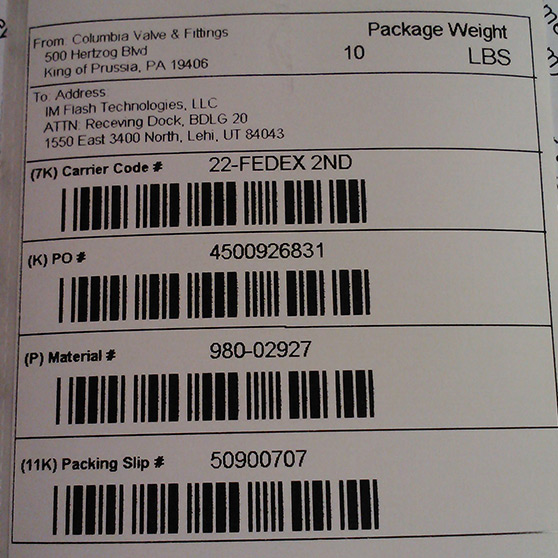 From: Columbia Valve & Fittings
500 Hertzog Blvd
King of Prussia, PA 19406
Package Weight
10 LBS
To: Address
IM Flash Technologies, LLC
ATTN: Receving Dock, BDLG 20
1550 East 3400 North, Lehi, UT 84043
(7K) Carrier Code # 22-FEDEX 2ND
(K) PO # 4500926831
(P) Material # 980-02927
(11K) Packing Slip # 50900707